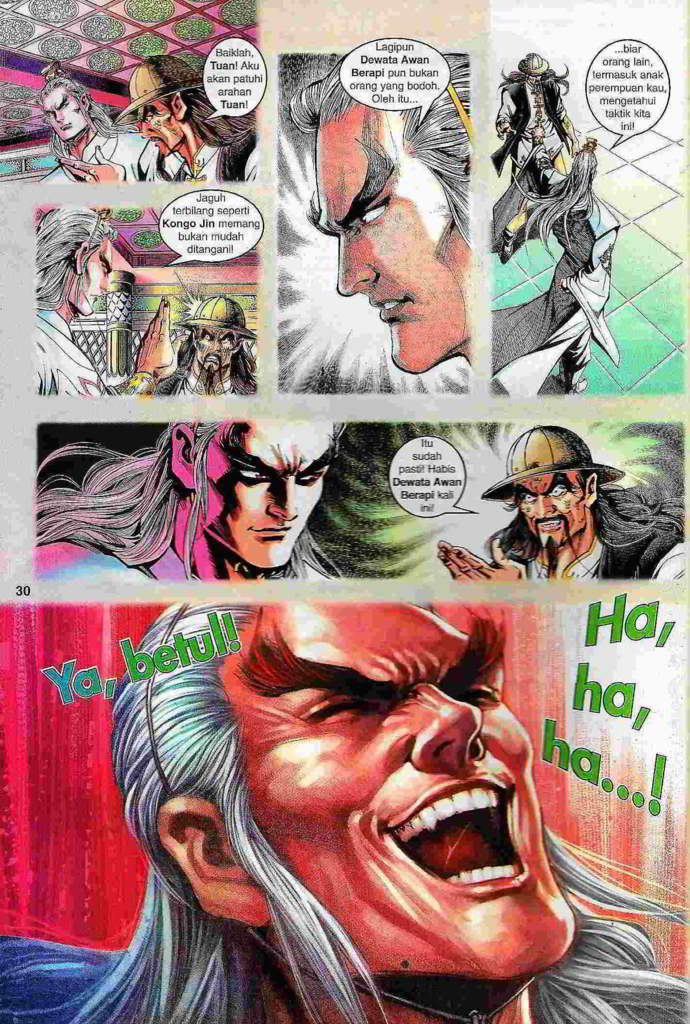 Baiklah,
Tuan! Aku
akan patuhi
arahan
Tuan!
Jaguh
terbilang seperti
Kongo Jin memang
bukan mudah
ditangani!
Lagipun
Dewata Awan
Berapi pun bukan
orang yang bodoh.
Oleh itu...
...biar
orang lain,
termasuk anak
perempuan kau,
mengetahui
taktik kita
ini!
Itu
sudah
pasti! Habis
Dewata Awan
Berapi kali
ini!
30
Ya, betul!
Ha,
ha,
ha...!